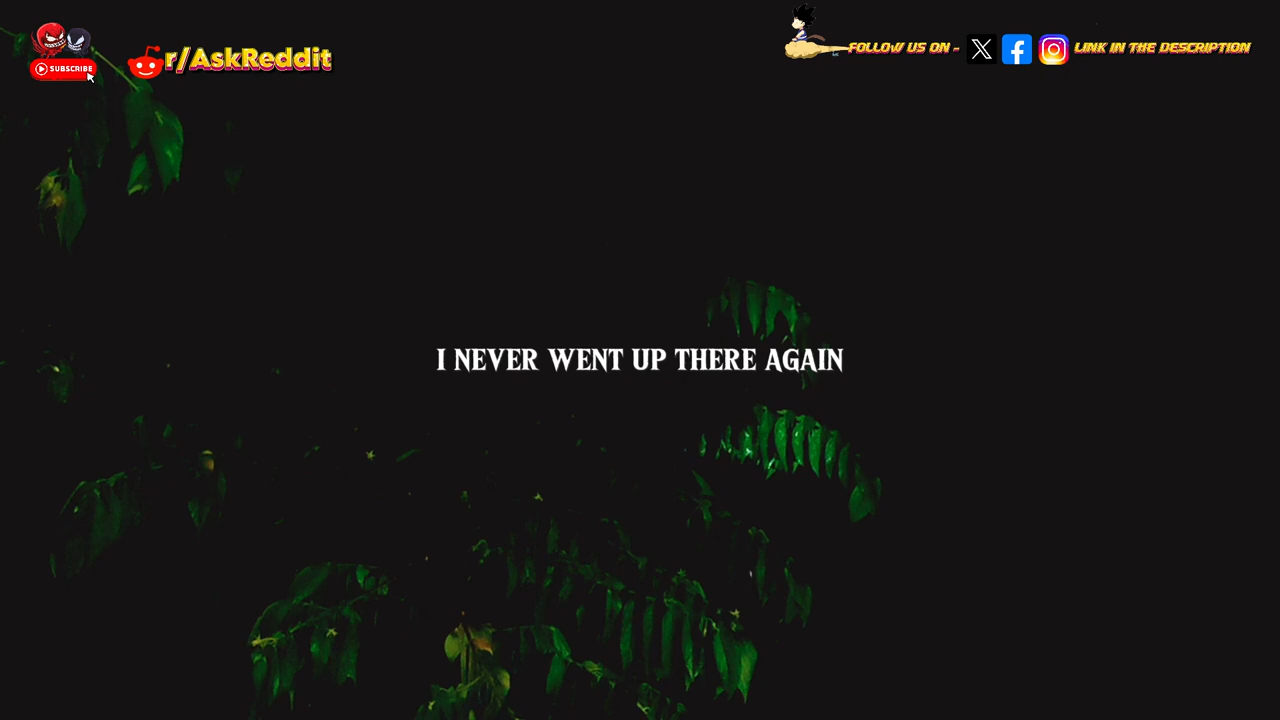 SUBSCRIBE
r/AskReddit
FOLLOW US ON -
LINK IN THE DESCRIPTION
I NEVER WENT UP THERE AGAIN